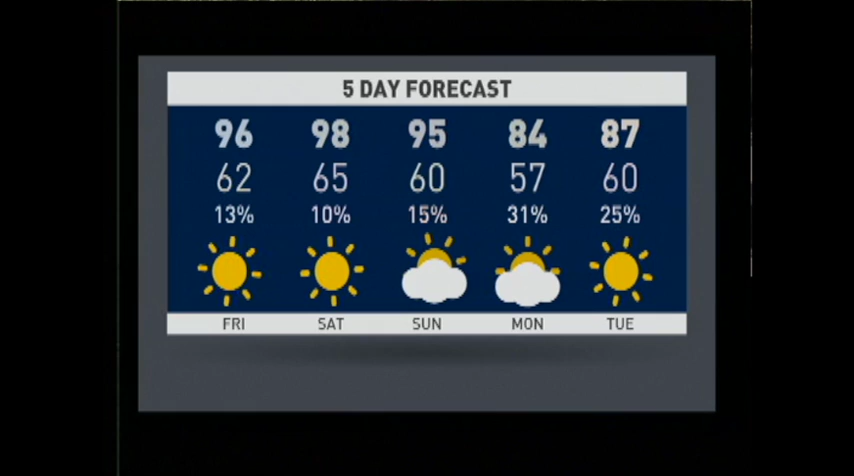 5 DAY FORECAST
96 98 95 84 87
62 65 60 57 60
13% 10% 15% 31% 25%
FRI SAT SUN MON TUE